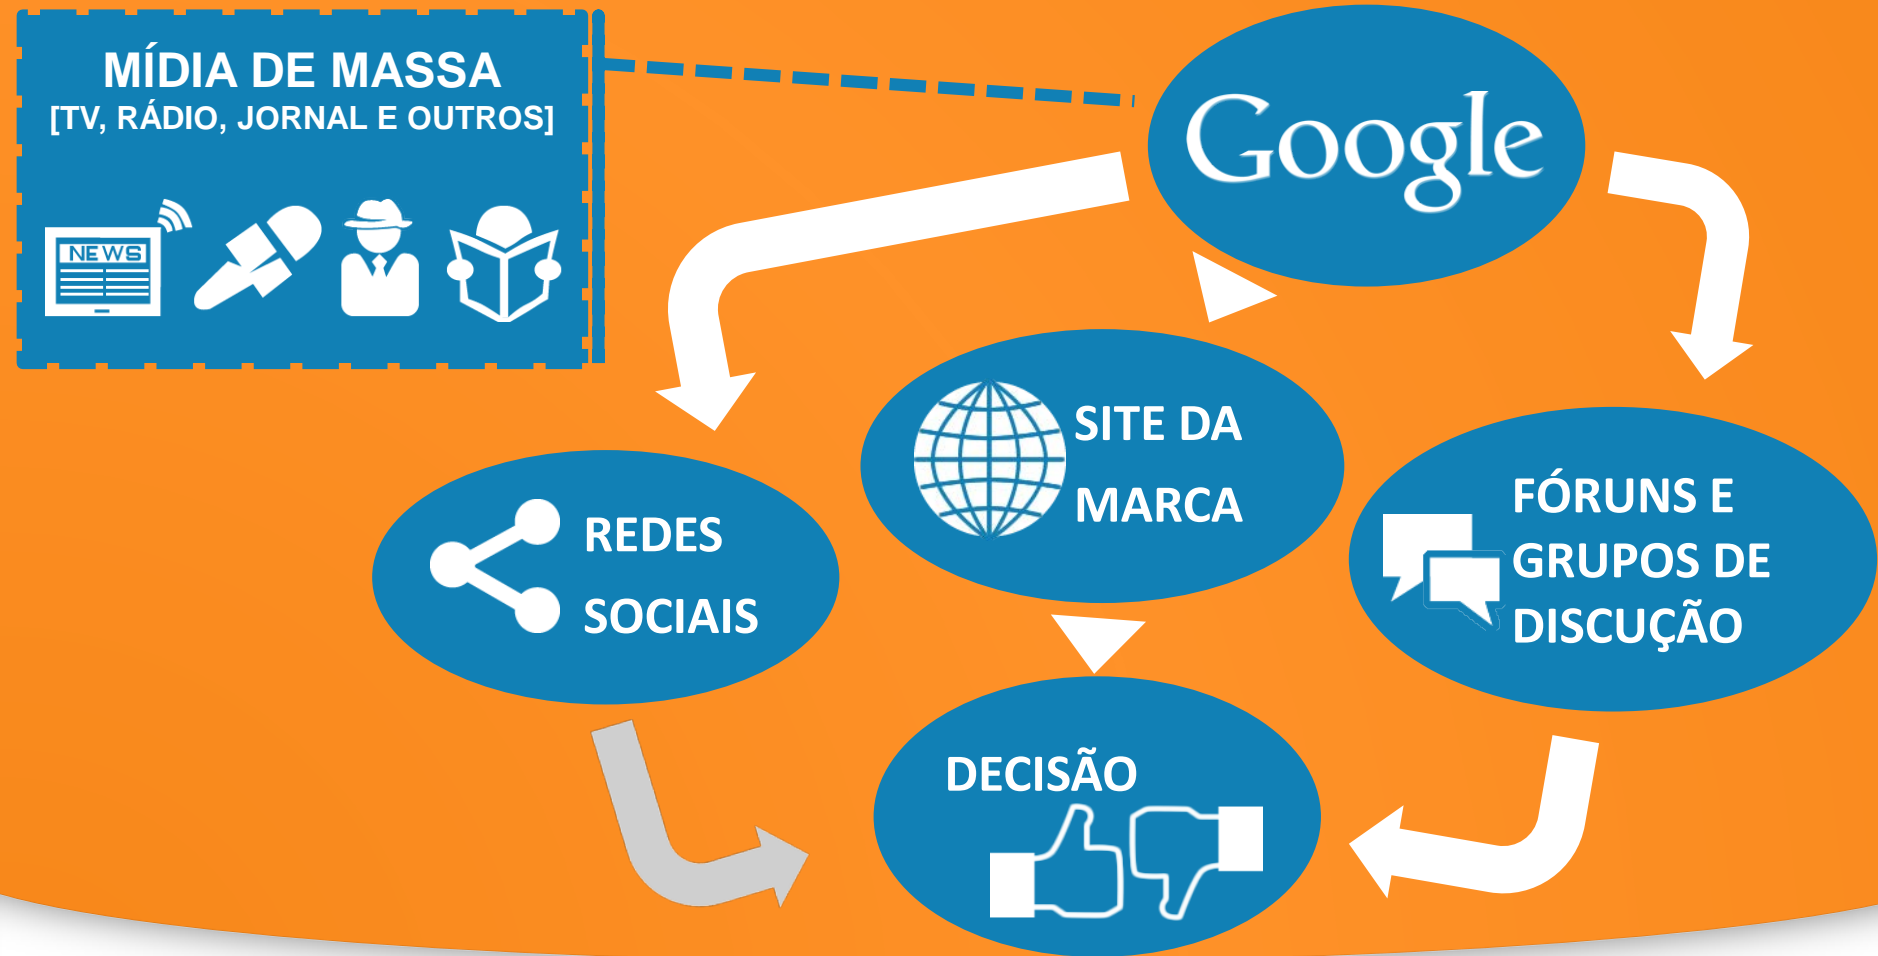 MÍDIA DE MASSA
[TV, RÁDIO, JORNAL E OUTROS]
NEWS
Google
SITE DA
MARCA
REDES
SOCIAIS
FÓRUNS E
GRUPOS DE
DISCUÇÃO
DECISÃO